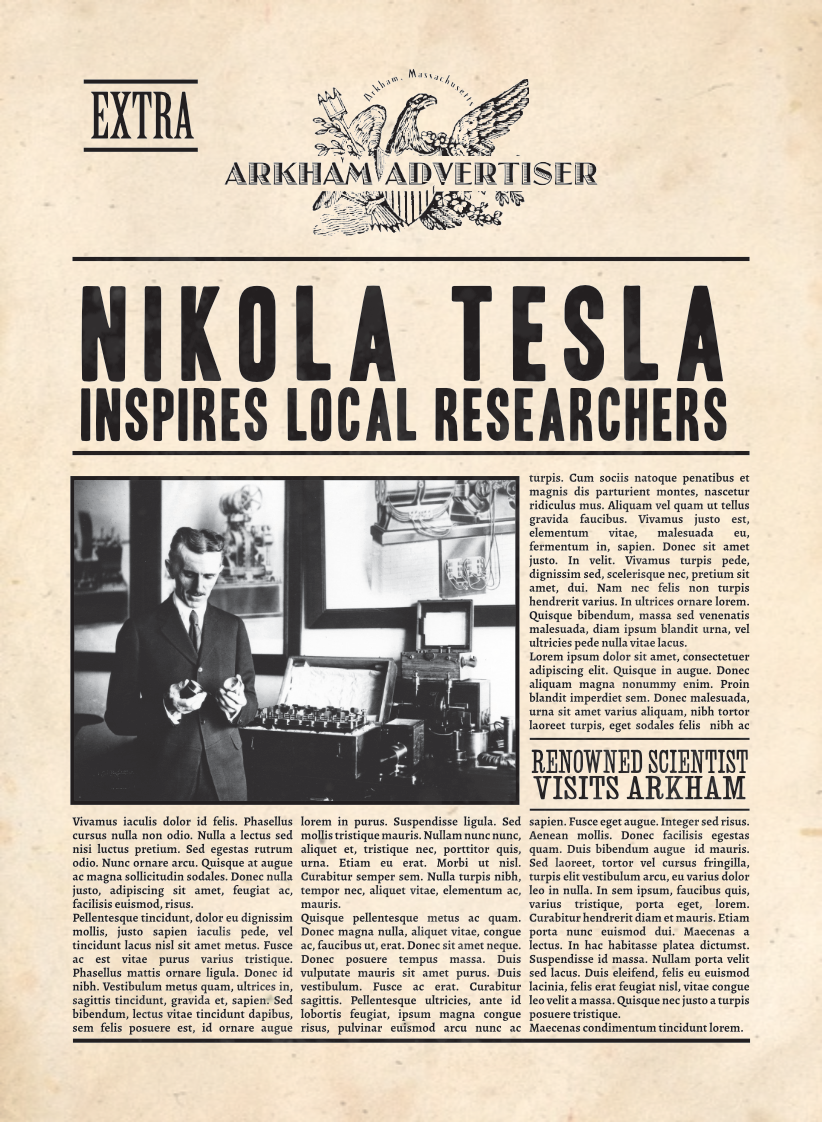 EXTRA
Arkham, Massachusetts
ARKHAM ADVERTISER
NIKOLA TESLA
INSPIRES LOCAL RESEARCHERS
turpis. Cum sociis natoque penatibus et
magnis dis parturient montes, nascetur
ridiculus mus. Aliquam vel quam ut tellus
gravida faucibus. Vivamus justo est,
elementum vitae, malesuada eu,
fermentum in, sapien. Donec sit amet
justo. In velit. Vivamus turpis pede,
dignissim sed, scelerisque nec, pretium sit
amet, dui. Nam nec felis non turpis
hendrerit varius. In ultrices ornare lorem.
Quisque bibendum, massa sed venenatis
malesuada, diam ipsum blandit urna, vel
ultricies pede nulla vitae lacus.
Lorem ipsum dolor sit amet, consectetuer
adipiscing elit. Quisque in augue. Donec
aliquam magna nonummy enim. Proin
blandit imperdiet sem. Donec malesuada,
urna sit amet varius aliquam, nibh tortor
laoreet turpis, eget sodales felis nibh ac
RENOWNED SCIENTIST
VISITS ARKHAM
Vivamus iaculis dolor id felis. Phasellus
cursus nulla non odio. Nulla a lectus sed
nisi luctus pretium. Sed egestas rutrum
odio. Nunc ornare arcu. Quisque at augue
ac magna sollicitudin sodales. Donec nulla
justo, adipiscing sit amet, feugiat ac,
facilisis euismod, risus.
Pellentesque tincidunt, dolor eu dignissim
mollis, justo sapien iaculis pede, vel
tincidunt lacus nisl sit amet metus. Fusce
ac est vitae purus varius tristique.
Phasellus mattis ornare ligula. Donec id
nibh. Vestibulum metus quam, ultrices in,
sagittis tincidunt, gravida et, sapien. Sed
bibendum, lectus vitae tincidunt dapibus,
sem felis posuere est, id ornare augue
lorem in purus. Suspendisse ligula. Sed
mollis tristique mauris. Nullam nunc nunc,
aliquet et, tristique nec, porttitor quis,
urna. Etiam eu erat. Morbi ut nisl.
Curabitur semper sem. Nulla turpis nibh,
tempor nec, aliquet vitae, elementum ac,
mauris.
Quisque pellentesque metus ac quam.
Donec magna nulla, aliquet vitae, congue
ac, faucibus ut, erat. Donec sit amet neque.
Donec posuere tempus massa. Duis
vulputate mauris sit amet purus. Duis
vestibulum. Fusce ac erat. Curabitur
sagittis. Pellentesque ultricies, ante id
lobortis feugiat, ipsum magna congue
risus, pulvinar euismod arcu nunc ac
sapien. Fusce eget augue. Integer sed risus.
Aenean mollis. Donec facilisis egestas
quam. Duis bibendum augue id mauris.
Sed laoreet, tortor vel cursus fringilla,
turpis elit vestibulum arcu, eu varius dolor
leo in nulla. In sem ipsum, faucibus quis,
varius tristique, porta eget, lorem.
Curabitur hendrerit diam et mauris. Etiam
porta nunc euismod dui. Maecenas a
lectus. In hac habitasse platea dictumst.
Suspendisse id massa. Nullam porta velit
sed lacus. Duis eleifend, felis eu euismod
lacinia, felis erat feugiat nisl, vitae congue
leo velit a massa. Quisque nec justo a turpis
posuere tristique.
Maecenas condimentum tincidunt lorem.